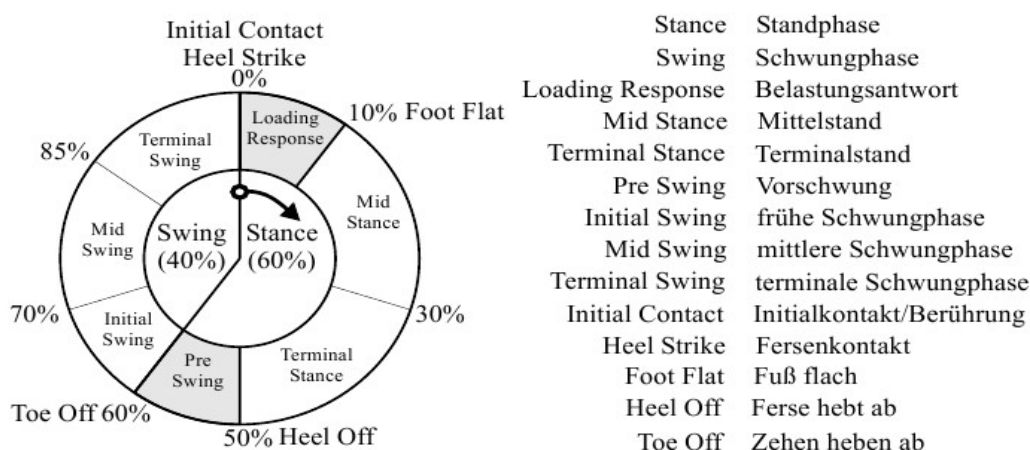 Initial Contact
Heel Strike
0%
10% Foot Flat
Loading
Response
Terminal
Swing
85%
Mid
Stance
Mid
Swing
Swing
(40%)
Stance
(60%)
70%
30%
Initial
Swing
Pre
Swing
Terminal
Stance
Toe Off 60%
50% Heel Off
Stance Standphase
Swing Schwungphase
Loading Response Belastungsantwort
Mid Stance Mittelstand
Terminal Stance Terminalstand
Pre Swing Vorschwung
Initial Swing frühe Schwungphase
Mid Swing mittlere Schwungphase
Terminal Swing terminale Schwungphase
Initial Contact Initialkontakt/Berührung
Heel Strike Fersenkontakt
Foot Flat Fuß flach
Heel Off Ferse hebt ab
Toe Off Zehen heben ab